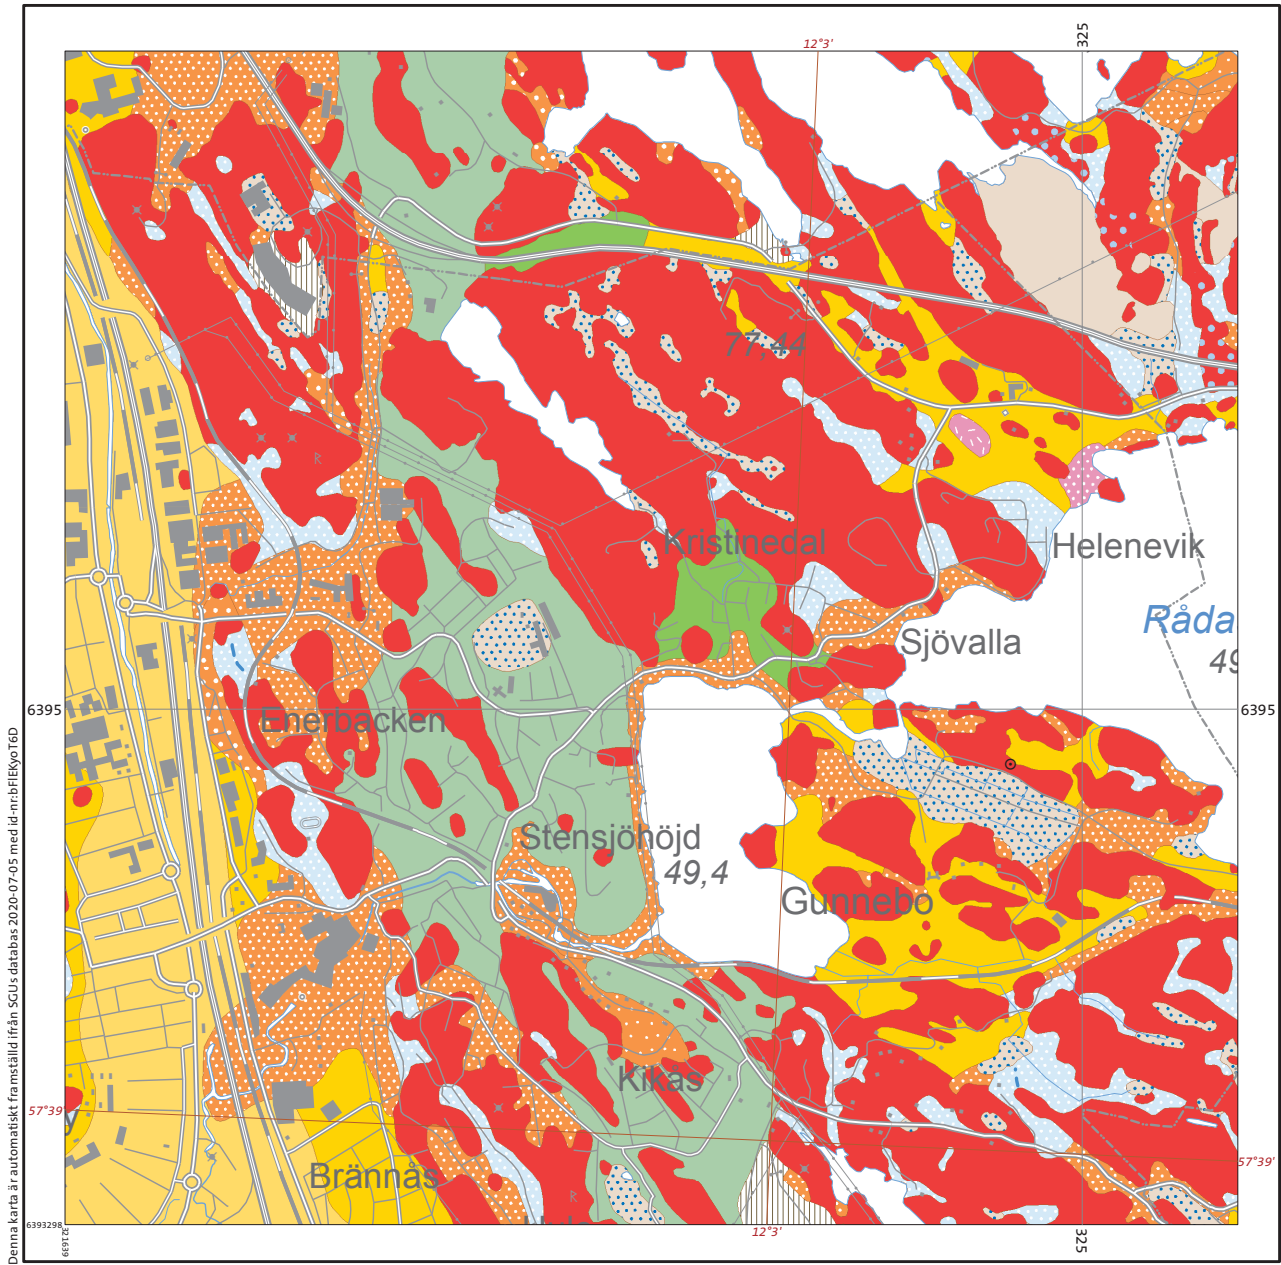 12°3'
325
77,44
Kristinedal
Helenevik
Råda
Sjövalla
49
6395
6395
Enerbacken
Stensjöhöjd
49,4
Gunnebo
Kikås
57°39'
y
57°39'
Brännås
6393298
321639
12°3'
325
Denna karta är automatiskt framställd ifrån SGUs databas 2020-07-05 med id-nr:bFIEKyoT6D